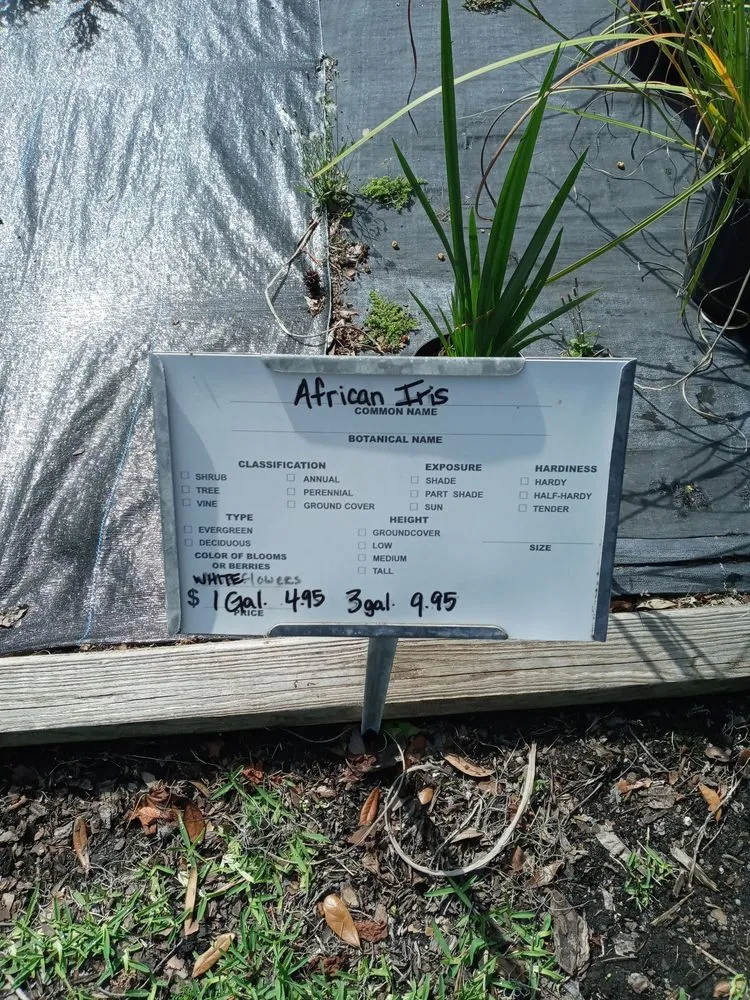 African Iris
COMMON NAME
BOTANICAL NAME
CLASSIFICATION
☐ SHRUB ☐ ANNUAL
☐ TREE ☐ PERENNIAL
☐ VINE ☐ GROUND COVER
EXPOSURE
☐ SHADE
☐ PART SHADE
☐ SUN
HARDINESS
☐ HARDY
☐ HALF-HARDY
☐ TENDER
TYPE
☐ EVERGREEN
☐ DECIDUOUS
HEIGHT
☐ GROUNDCOVER
☐ LOW
☐ MEDIUM
☐ TALL
SIZE
COLOR OF BLOOMS
OR BERRIES
WHITE flowers
$ 1 Gal. 4.95 3 gal. 9.95
PRICE